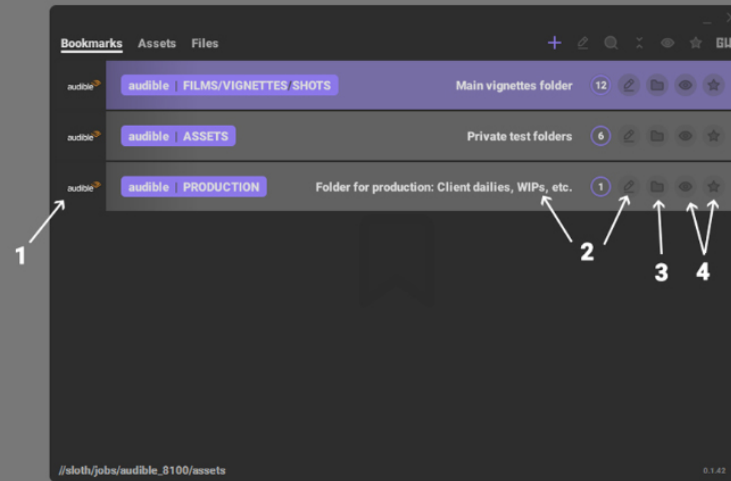 Bookmarks Assets Files
audible audible | FILMS/VIGNETTES/SHOTS Main vignettes folder 12
audible audible | ASSETS Private test folders 6
audible audible | PRODUCTION Folder for production: Client dailies, WIPs, etc. 1
1 2 3 4
//sloth/jobs/audible_8100/assets 0.1.42